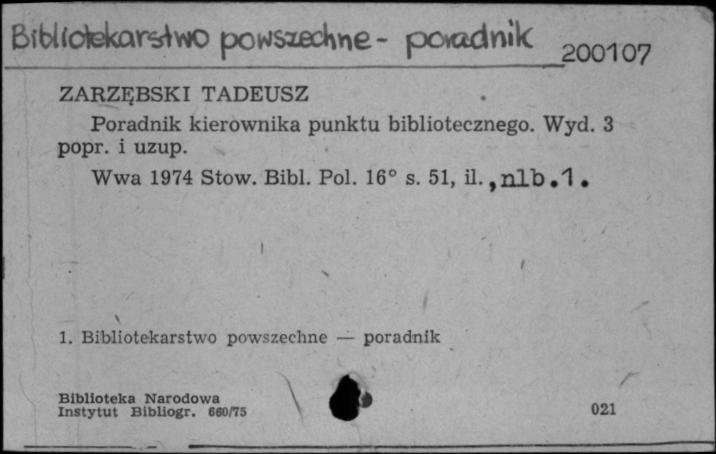 Bibliotekarstwo powszechne - poradnik
200107
ZARZĘBSKI TADEUSZ
Poradnik kierownika punktu bibliotecznego. Wyd. 3
popr. i uzup.
Wwa 1974 Stow. Bibl. Pol. 16° s. 51, il., nlb.1.
1. Bibliotekarstwo powszechne — poradnik
Biblioteka Narodowa
Instytut Bibliogr. 660/75
021